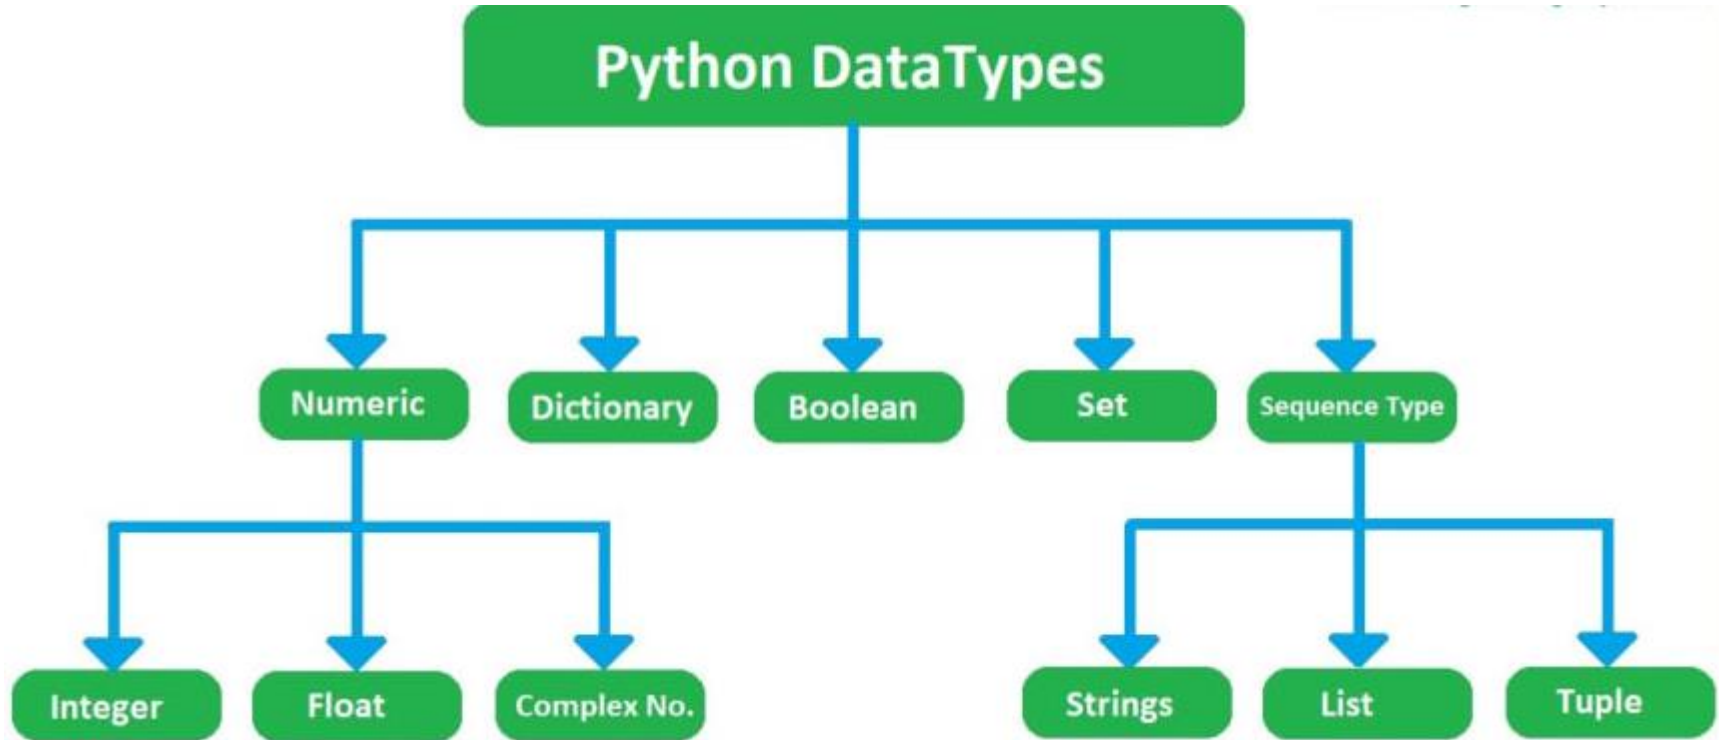 Python DataTypes
Numeric
Dictionary
Boolean
Set
Sequence Type
Integer
Float
Complex No.
Strings
List
Tuple